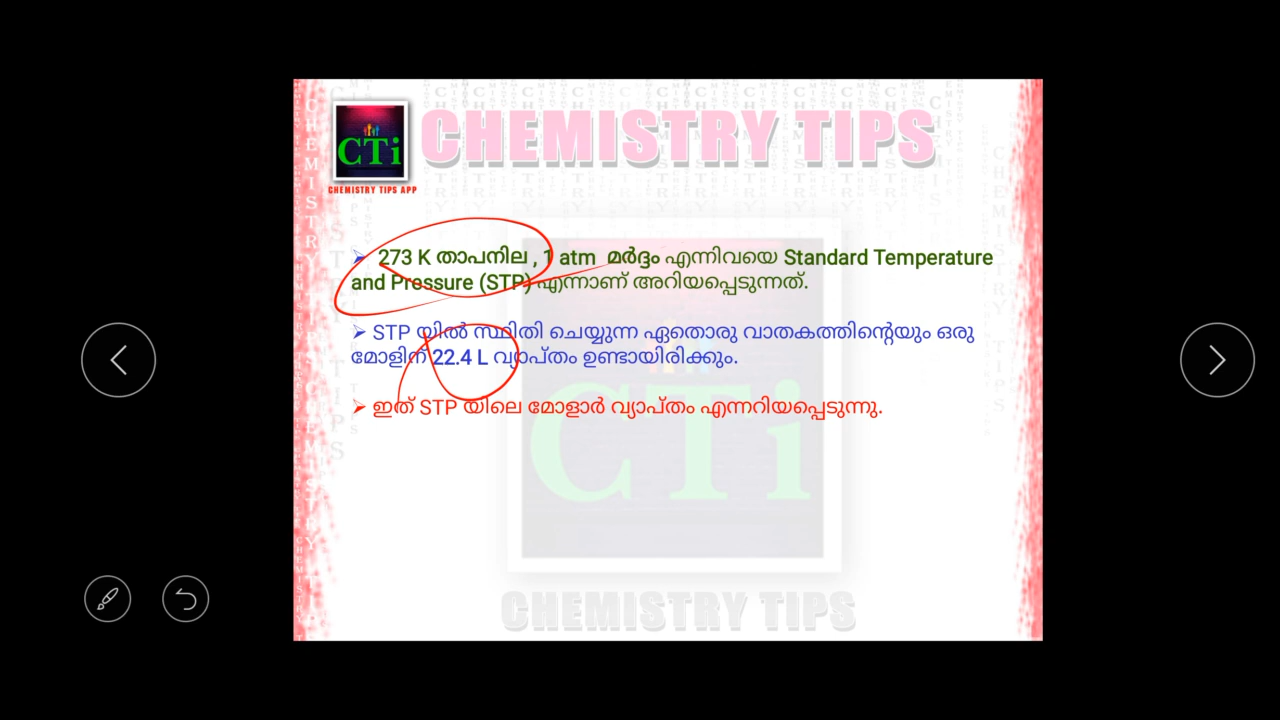 CTi
CHEMISTRY TIPS
CHEMISTRY TIPS APP
➢ 273 K താപനില , 1 atm മർദ്ദം എന്നിവയെ Standard Temperature
and Pressure (STP) എന്നാണ് അറിയപ്പെടുന്നത്.
➢ STP യിൽ സ്ഥിതി ചെയ്യുന്ന ഏതൊരു വാതകത്തിന്റെയും ഒരു
മോളിന് 22.4 L വ്യാപ്തം ഉണ്ടായിരിക്കും.
➢ ഇത് STP യിലെ മോളാർ വ്യാപ്തം എന്നറിയപ്പെടുന്നു.
CTi
CHEMISTRY TIPS